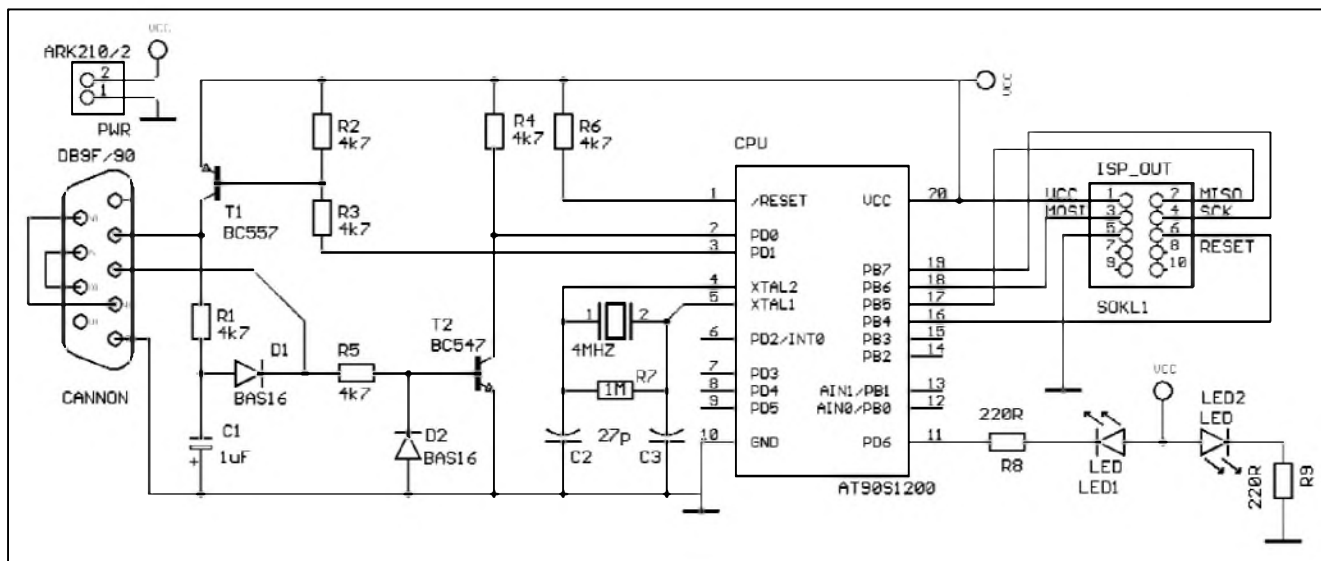 VCC
ARK210/2
2
1
PWR
DB9F/90
CANNON
T1
BC557
R2
4k7
R3
4k7
R4
4k7
R6
4k7
R1
4k7
D1
BAS16
C1
1uF
+
R5
4k7
D2
BAS16
T2
BC547
1 2
4MHZ
R7
1M
27p
C2
C3
CPU
1 /RESET
2 PD0
3 PD1
4 XTAL2
5 XTAL1
6 PD2/INT0
7 PD3
8 PD4
9 PD5
10 GND
VCC 20
PB7 19
PB6 18
PB5 17
PB4 16
PB3 15
PB2 14
AIN1/PB1 13
AIN0/PB0 12
PD6 11
AT90S1200
VCC
ISP_OUT
VCC 1 2 MISO
MOSI 3 4 SCK
5 6
RESET
7 8
9 10
SOKL1
220R
R8
LED
LED1
VCC
LED2
LED
220R
R9